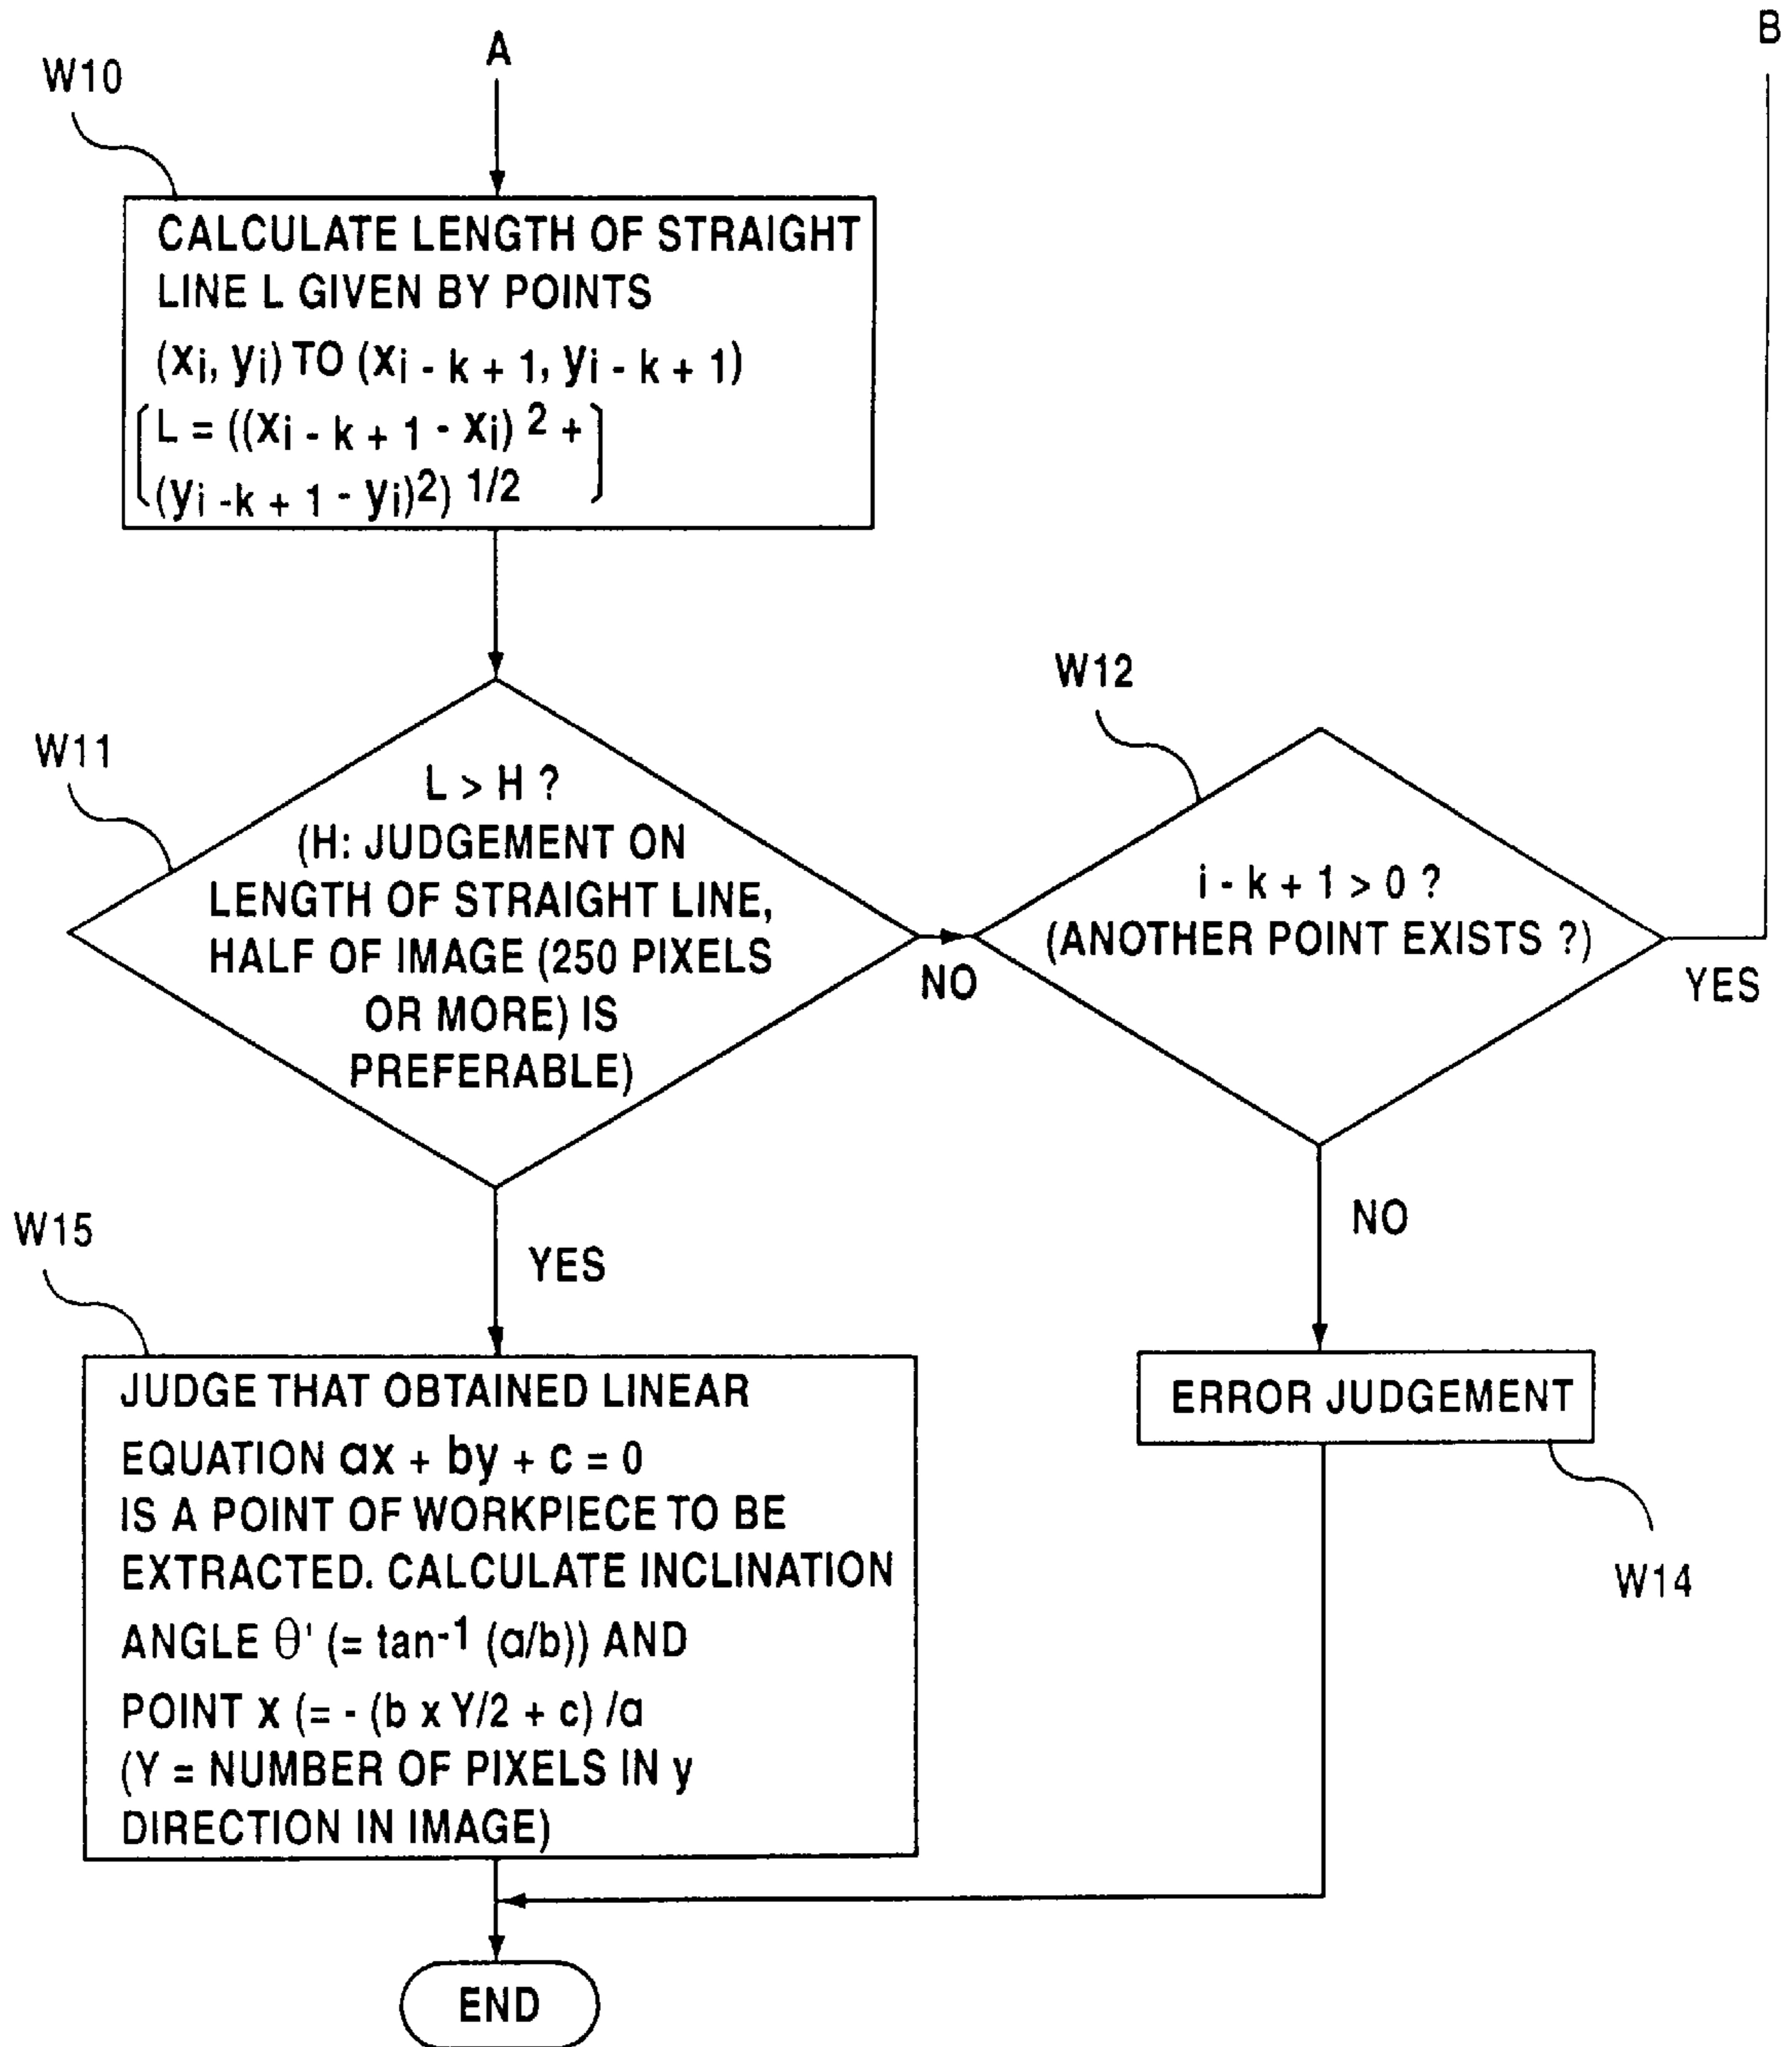 A
B
W10
CALCULATE LENGTH OF STRAIGHT
LINE L GIVEN BY POINTS
(xi, yi) TO (xi - k + 1, yi - k + 1)
L = ((xi - k + 1 - xi) 2 +
(yi -k + 1 - yi)2) 1/2
W11
L > H ?
(H: JUDGEMENT ON
LENGTH OF STRAIGHT LINE,
HALF OF IMAGE (250 PIXELS
OR MORE) IS
PREFERABLE)
NO
W12
i - k + 1 > 0 ?
(ANOTHER POINT EXISTS ?)
YES
YES
NO
W15
JUDGE THAT OBTAINED LINEAR
EQUATION ax + by + c = 0
IS A POINT OF WORKPIECE TO BE
EXTRACTED. CALCULATE INCLINATION
ANGLE θ' (= tan-1 (a/b)) AND
POINT x (= - (b x Y/2 + c) /a
(Y = NUMBER OF PIXELS IN y
DIRECTION IN IMAGE)
ERROR JUDGEMENT
W14
END